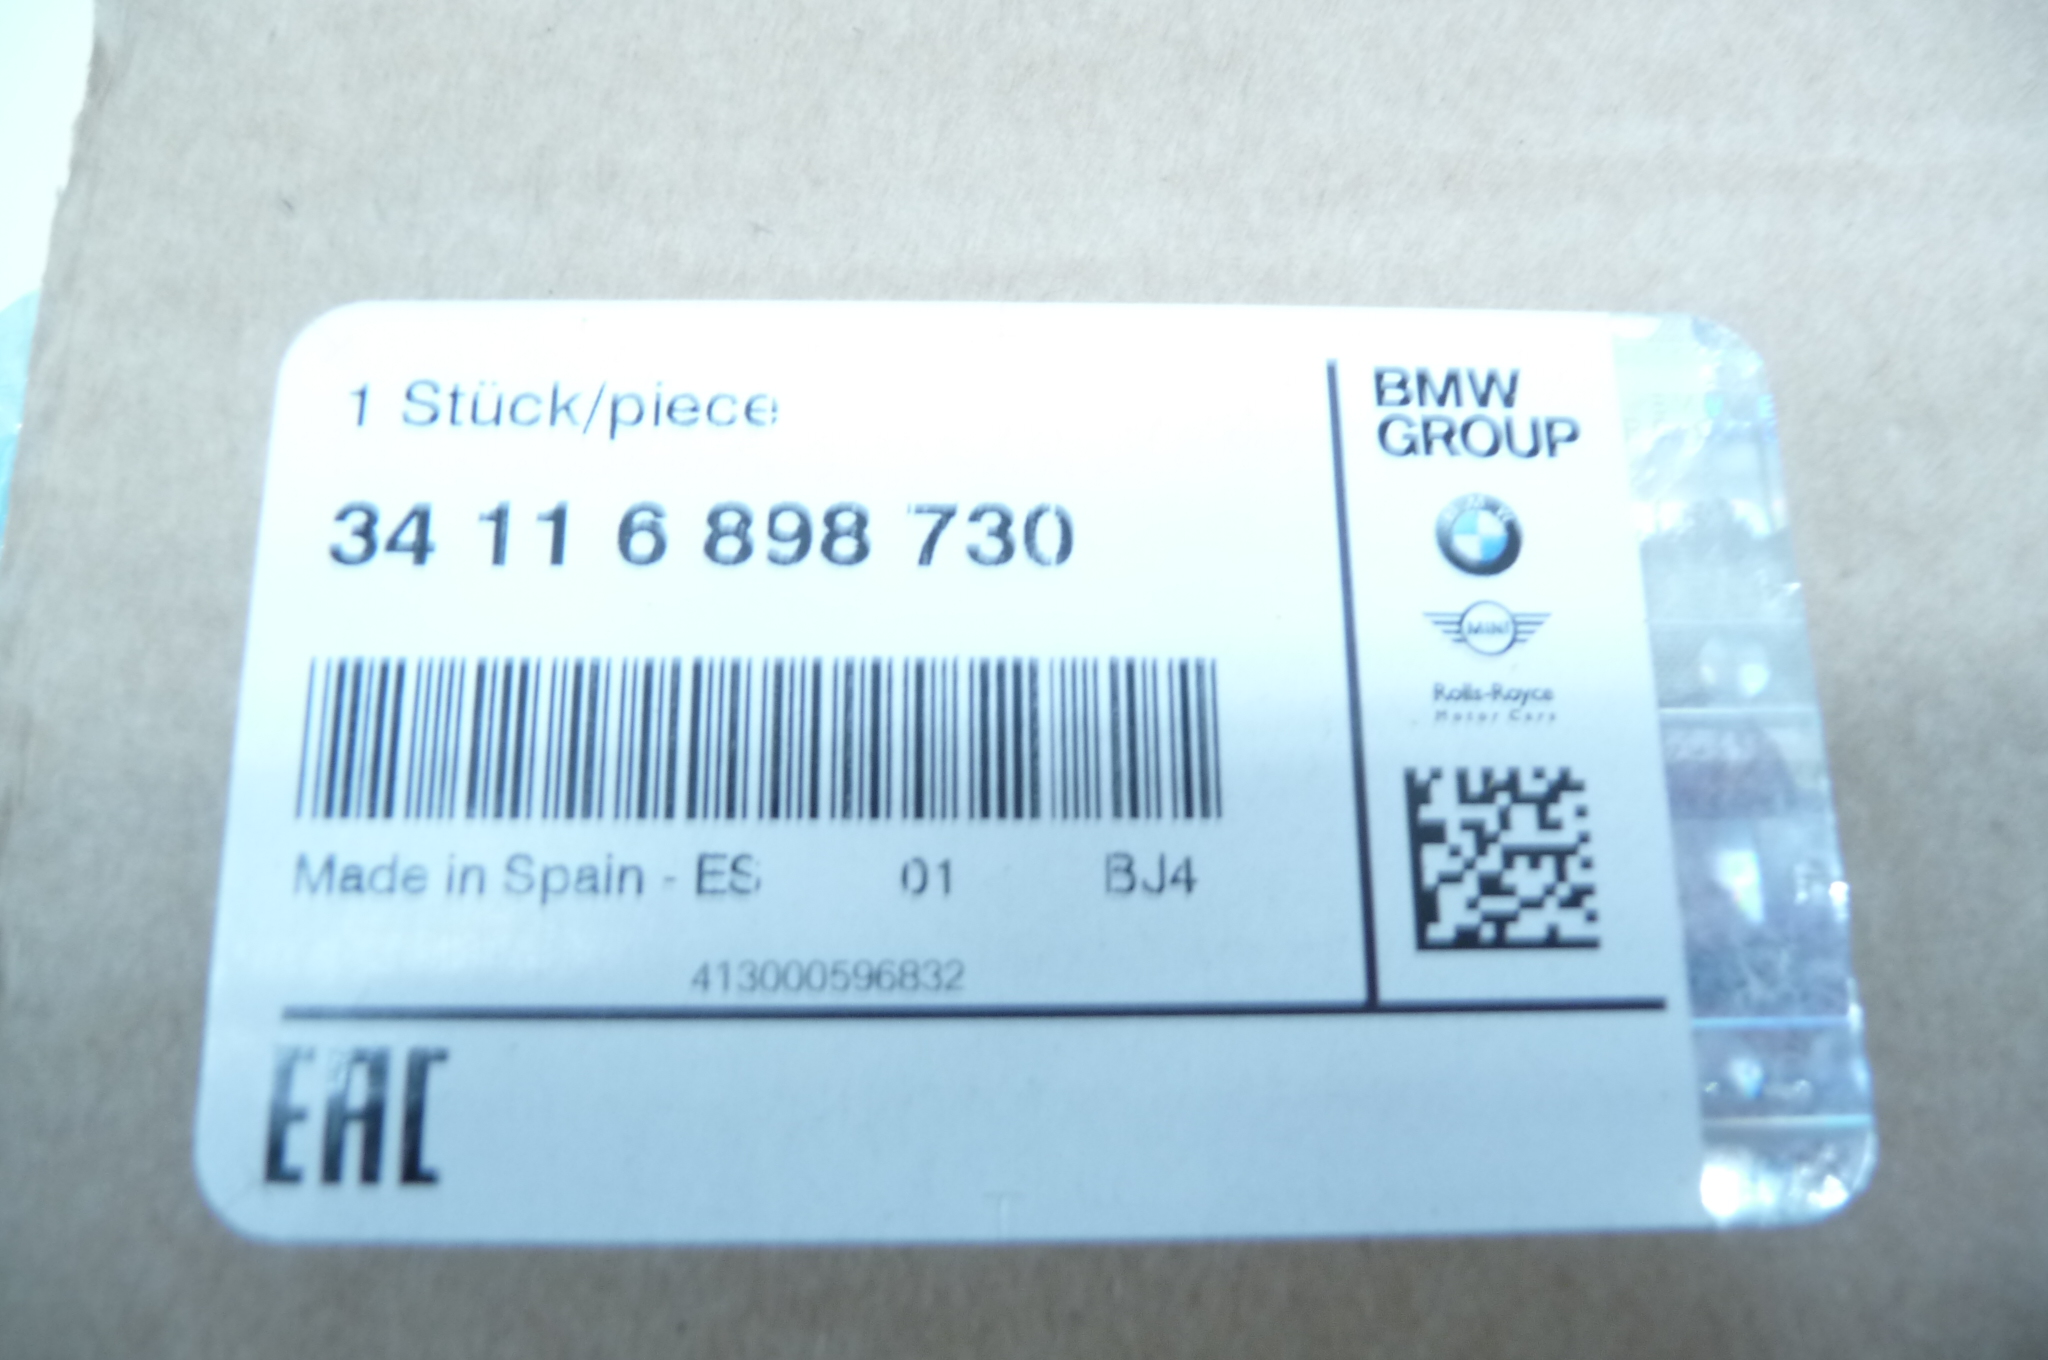 1 Stück/piece
34 11 6 898 730
Made in Spain - ES 01 BJ4
413000596832
BMW
GROUP
MINI
Rolls-Royce
Motor Cars
EAC